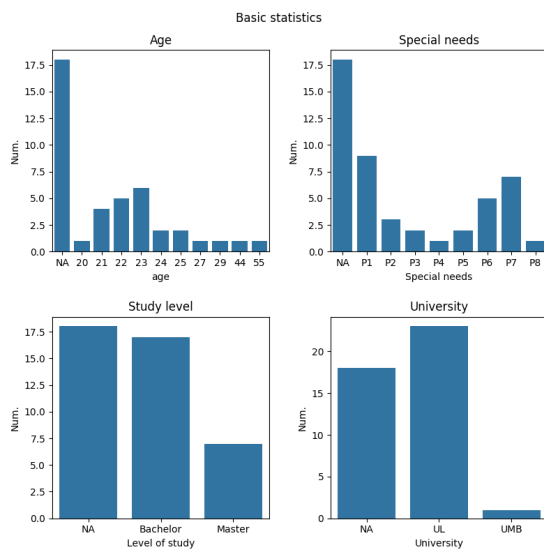 Basic statistics
Age
Num.
17.5
15.0
12.5
10.0
7.5
5.0
2.5
0.0
NA 20 21 22 23 24 25 27 29 44 55
age
Special needs
Num.
17.5
15.0
12.5
10.0
7.5
5.0
2.5
0.0
NA P1 P2 P3 P4 P5 P6 P7 P8
Special needs
Study level
Num.
17.5
15.0
12.5
10.0
7.5
5.0
2.5
0.0
NA Bachelor Master
Level of study
University
Num.
20
15
10
5
0
NA UL UMB
University